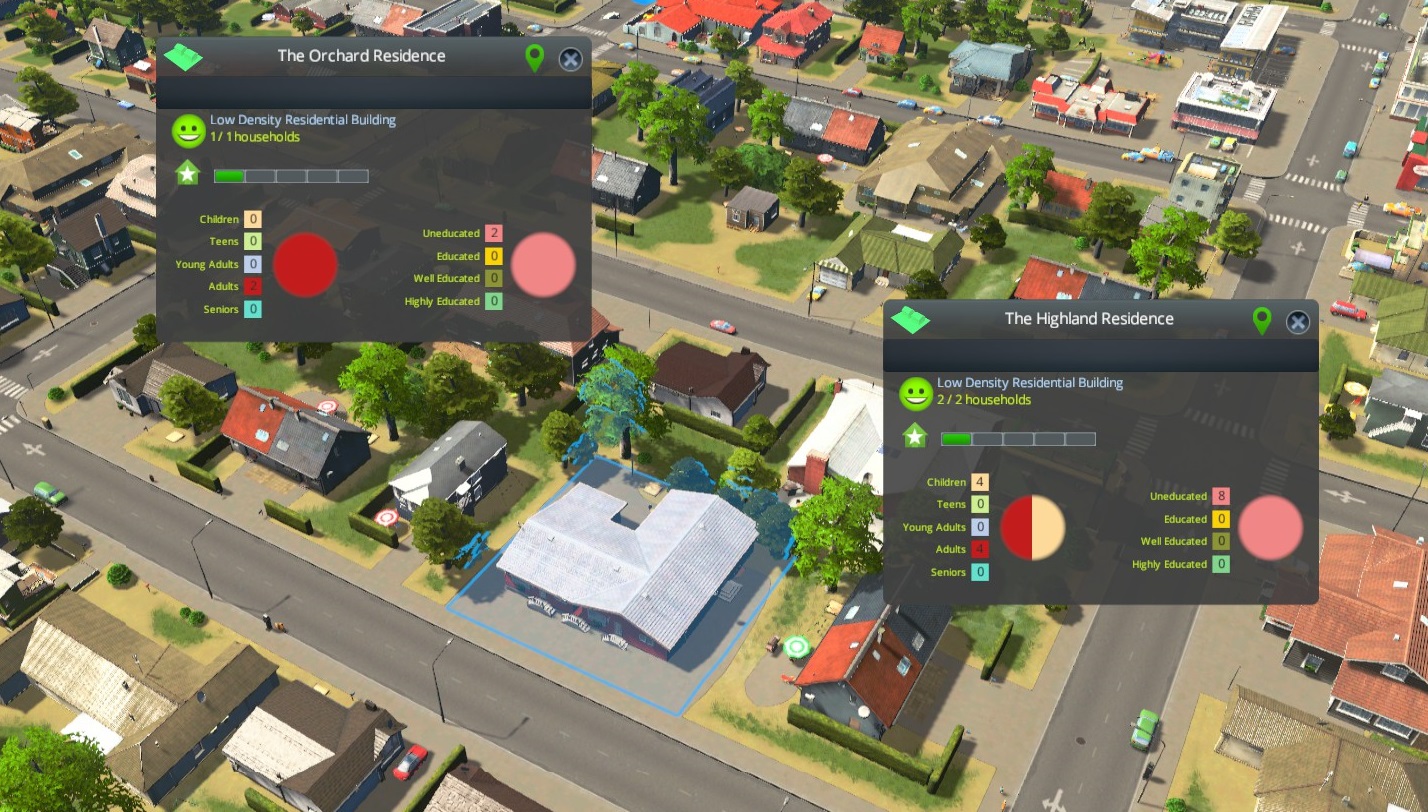 The Orchard Residence
Low Density Residential Building
1/ 1households
Children 0
Teens 0
Young Adults 0
Adults 2
Seniors 0
Uneducated 2
Educated 0
Well Educated 0
Highly Educated 0
The Highland Residence
Low Density Residential Building
2 / 2 households
Children 4
Teens 0
Young Adults 0
Adults 4
Seniors 0
Uneducated 8
Educated 0
Well Educated 0
Highly Educated 0